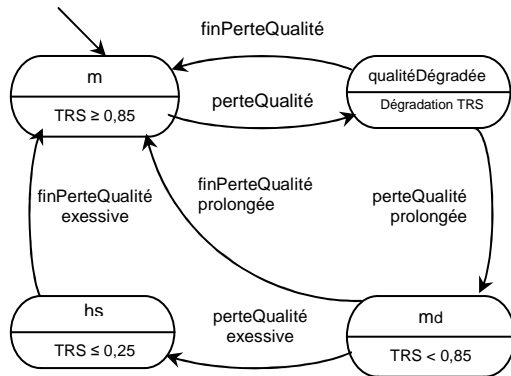 finPerteQualité
m
TRS ≥ 0,85
perteQualité
qualitéDégradée
Dégradation TRS
finPerteQualité
exessive
finPerteQualité
prolongée
perteQualité
prolongée
hs
TRS ≤ 0,25
perteQualité
exessive
md
TRS < 0,85